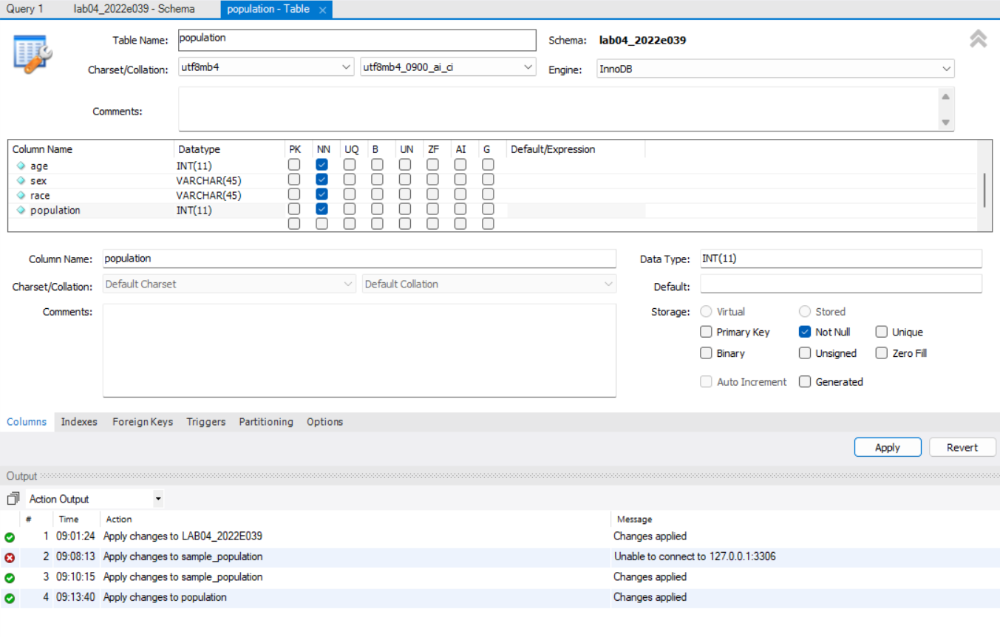 Query 1 lab04_2022e039 - Schema population - Table ×
Table Name: population Schema: lab04_2022e039
Charset/Collation: utf8mb4 utf8mb4_0900_ai_ci Engine: InnoDB
Comments:
Column Name Datatype PK NN UQ B UN ZF AI G Default/Expression
age INT(11)
sex VARCHAR(45)
race VARCHAR(45)
population INT(11)
Column Name: population Data Type: INT(11)
Charset/Collation: Default Charset Default Collation Default:
Comments: Storage: Virtual Stored
Primary Key Not Null Unique
Binary Unsigned Zero Fill
Auto Increment Generated
Columns Indexes Foreign Keys Triggers Partitioning Options
Apply Revert
Output
Action Output
# Time Action Message
1 09:01:24 Apply changes to LAB04_2022E039 Changes applied
2 09:08:13 Apply changes to sample_population Unable to connect to 127.0.0.1:3306
3 09:10:15 Apply changes to sample_population Changes applied
4 09:13:40 Apply changes to population Changes applied